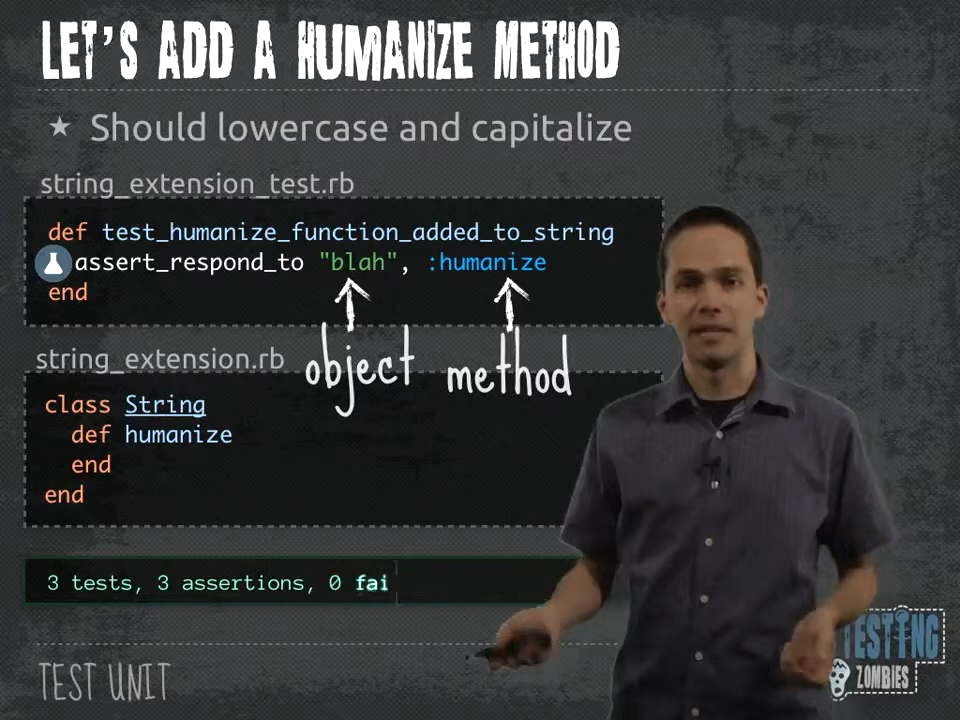 LET'S ADD A HUMANIZE METHOD
★ Should lowercase and capitalize
string_extension_test.rb
def test_humanize_function_added_to_string
assert_respond_to "blah", :humanize
end
object method
string_extension.rb
class String
def humanize
end
end
3 tests, 3 assertions, 0 fai
TEST UNIT
TESTING
ZOMBIES